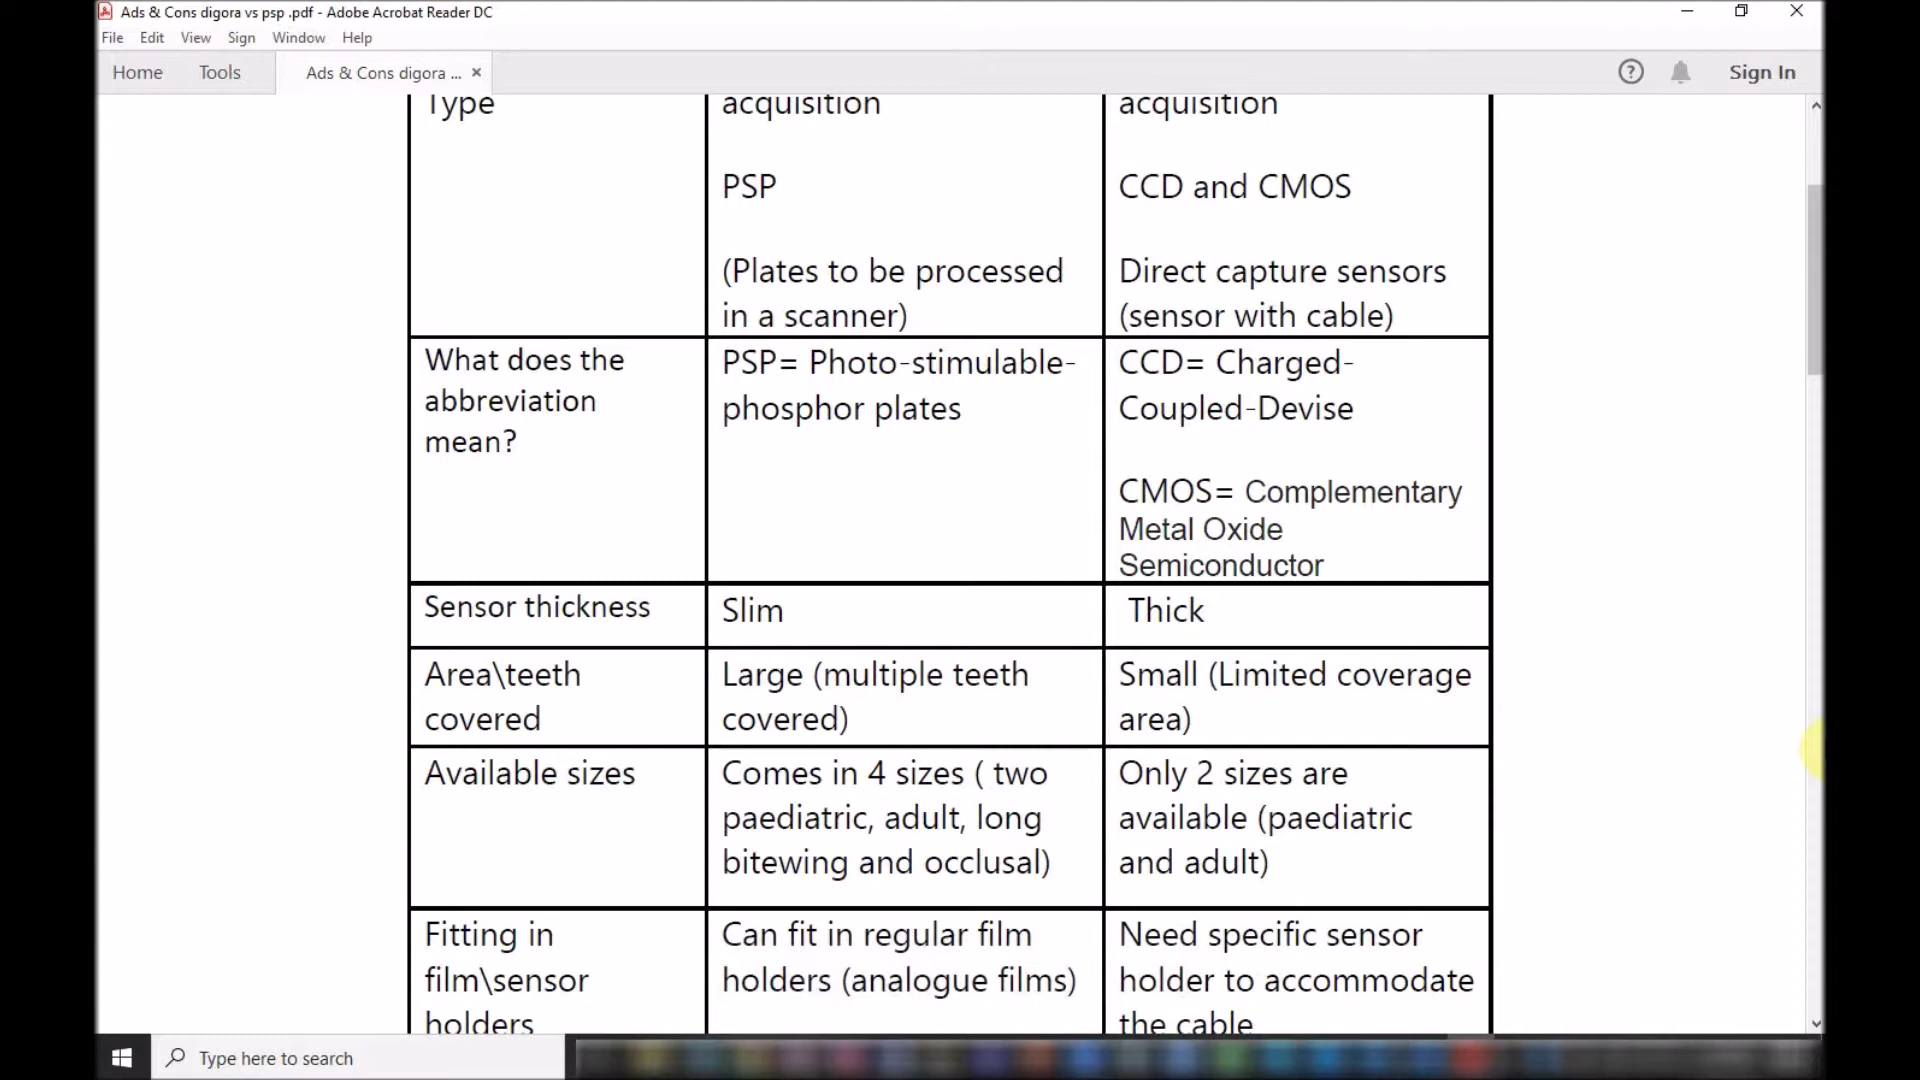 Ads & Cons digora vs psp .pdf - Adobe Acrobat Reader DC
File Edit View Sign Window Help
Home Tools Ads & Cons digora ... × Sign In
Type
acquisition
PSP
(Plates to be processed
in a scanner)
acquisition
CCD and CMOS
Direct capture sensors
(sensor with cable)
What does the
abbreviation
mean?
PSP= Photo-stimulable-
phosphor plates
CCD= Charged-
Coupled-Devise
CMOS= Complementary
Metal Oxide
Semiconductor
Sensor thickness
Slim
Thick
Area\teeth
covered
Large (multiple teeth
covered)
Small (Limited coverage
area)
Available sizes
Comes in 4 sizes ( two
paediatric, adult, long
bitewing and occlusal)
Only 2 sizes are
available (paediatric
and adult)
Fitting in
film\sensor
holders
Can fit in regular film
holders (analogue films)
Need specific sensor
holder to accommodate
the cable
Type here to search